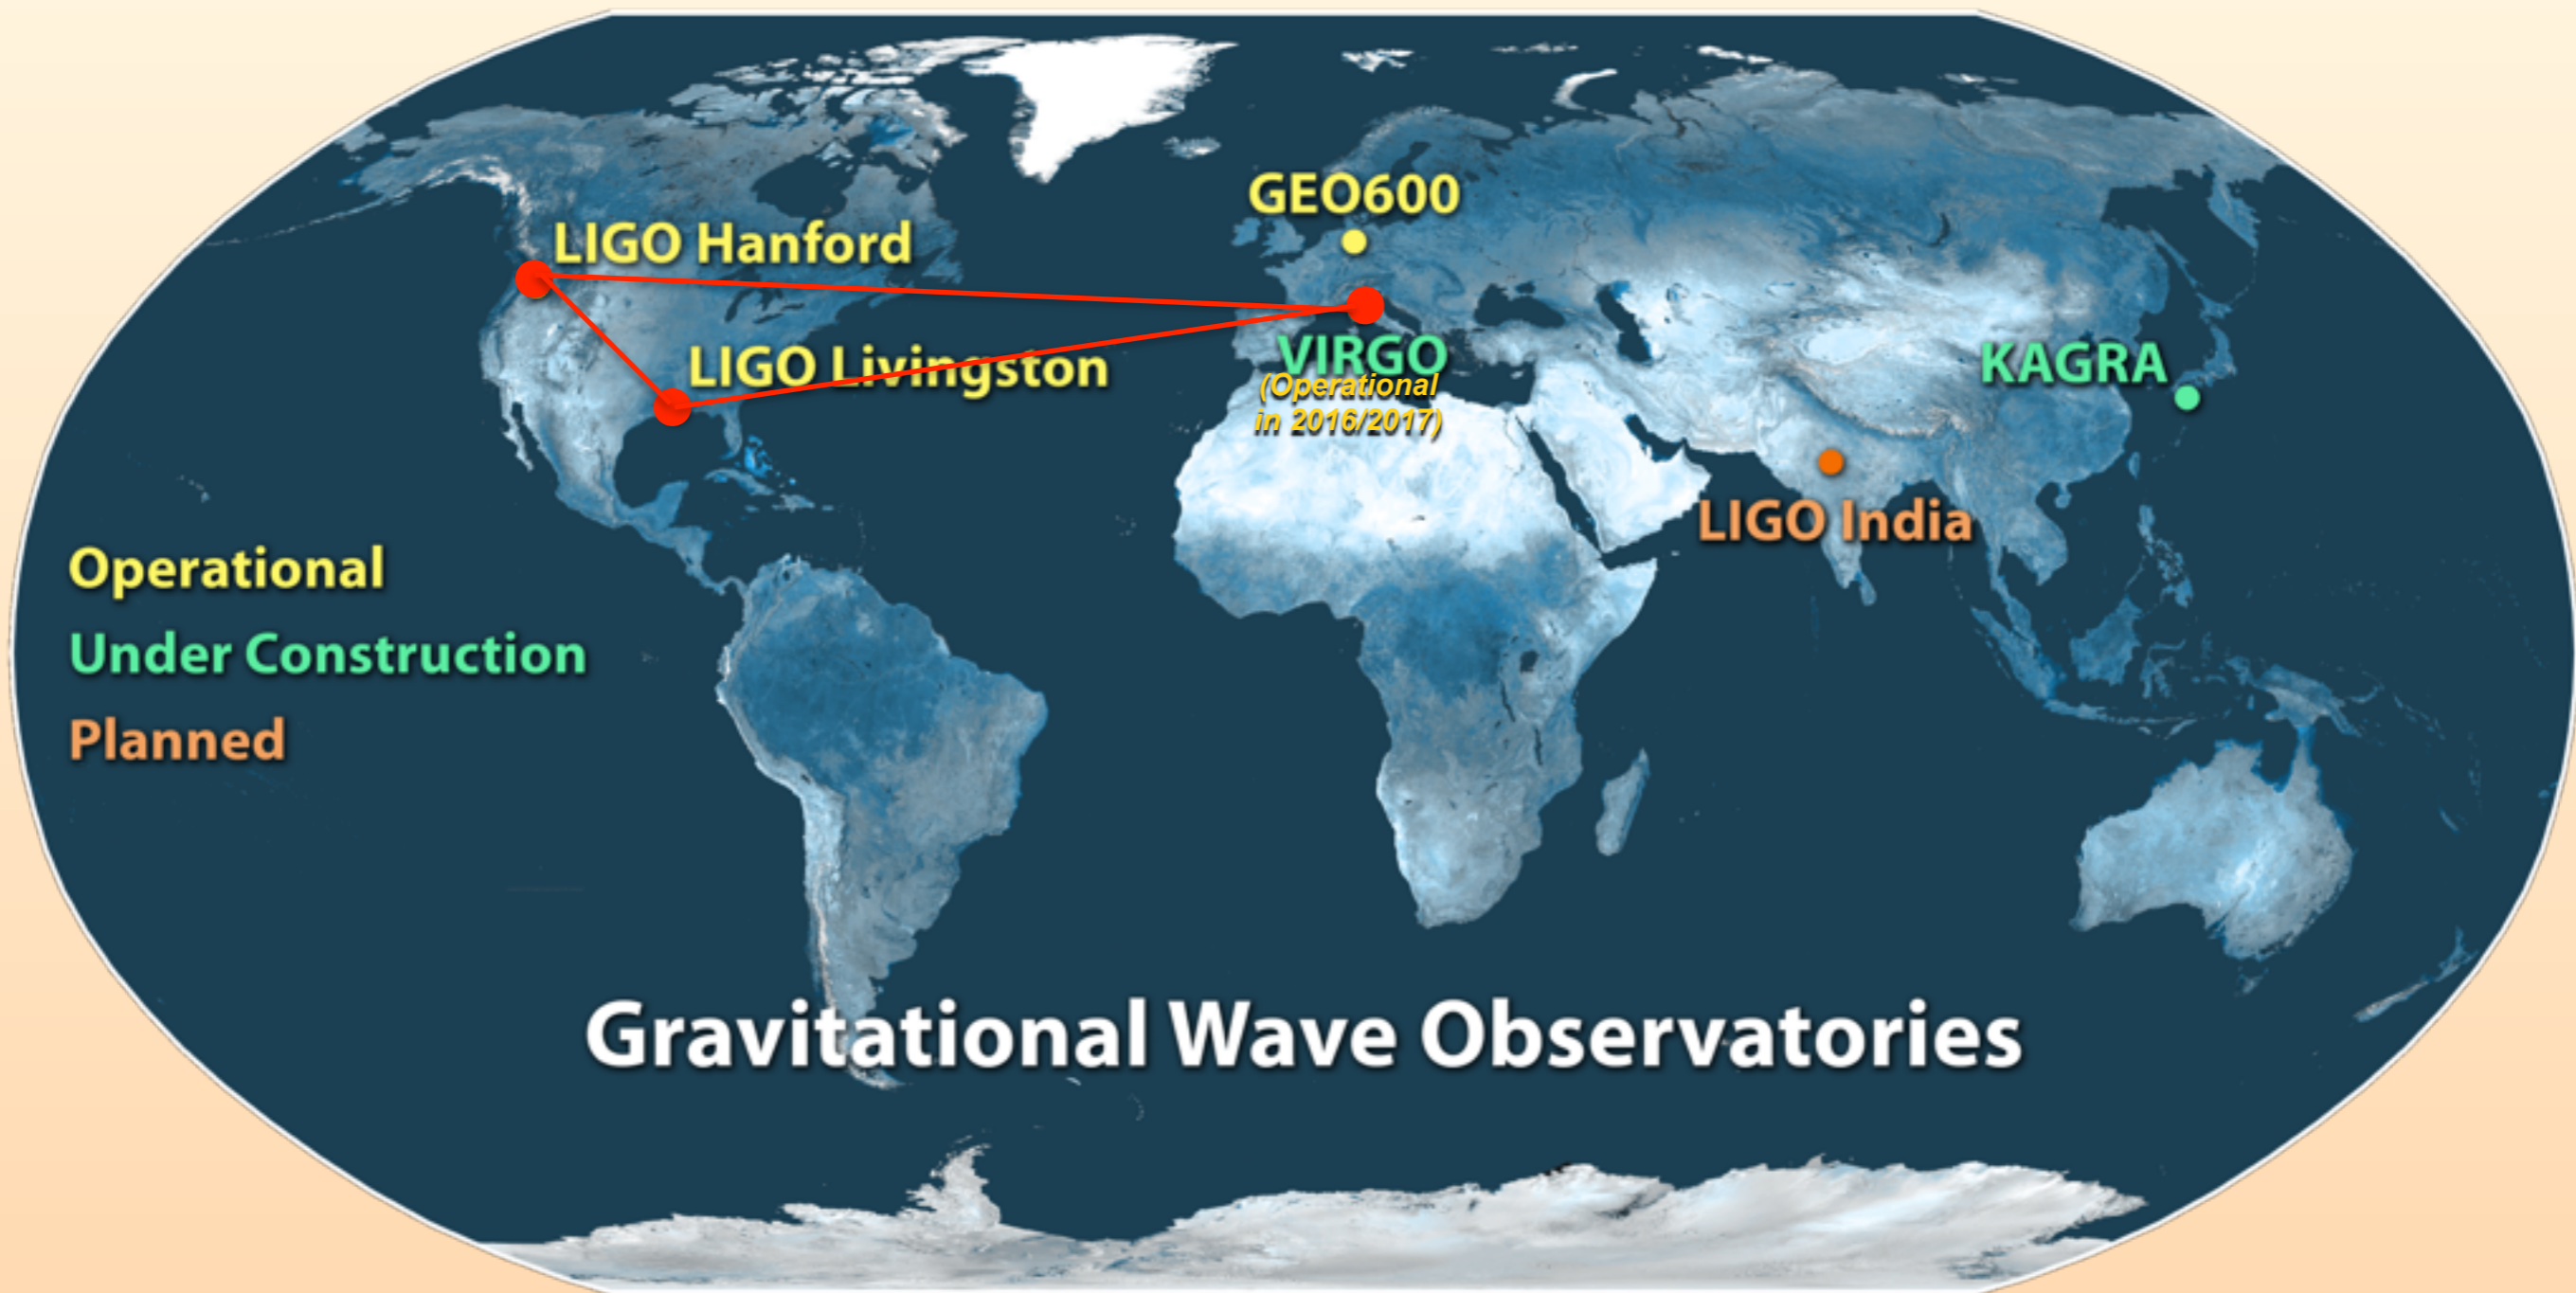 GEO600
LIGO Hanford
LIGO Livingston
VIRGO
(Operational
in 2016/2017)
KAGRA
LIGO India
Operational
Under Construction
Planned
Gravitational Wave Observatories